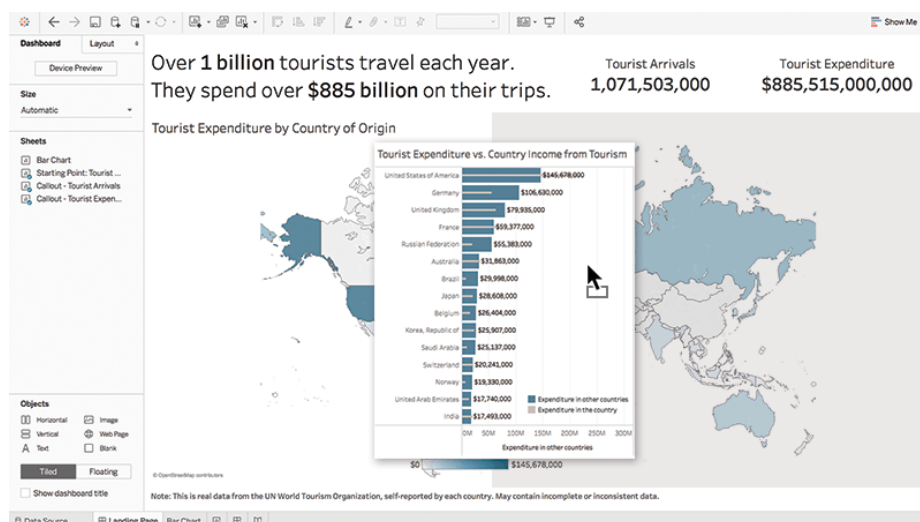 Show Me
Dashboard
Layout
Device Preview
Size
Automatic
Sheets
Bar Chart
Starting Point: Tourist ...
Callout - Tourist Arrivals
Callout - Tourist Expen...
Objects
Horizontal
Image
Vertical
Web Page
Text
Blank
Tiled
Floating
Show dashboard title
Over 1 billion tourists travel each year.
They spend over $885 billion on their trips.
Tourist Arrivals
1,071,503,000
Tourist Expenditure
$885,515,000,000
Tourist Expenditure by Country of Origin
Tourist Expenditure vs. Country Income from Tourism
United States of America $145,678,000
Germany $106,630,000
United Kingdom $79,935,000
France $59,377,000
Russian Federation $55,383,000
Australia $31,863,000
Brazil $29,998,000
Japan $28,608,000
Belgium $26,404,000
Korea, Republic of $25,907,000
Saudi Arabia $25,137,000
Switzerland $20,241,000
Norway $19,330,000
United Arab Emirates $17,740,000
India $17,493,000
Expenditure in other countries
Expenditure in the country
0M 50M 100M 150M 200M 250M 300M
Expenditure in other countries
$0 $145,678,000
© OpenStreetMap contributors
Note: This is real data from the UN World Tourism Organization, self-reported by each country. May contain incomplete or inconsistent data.
Data Source
Landing Page
Bar Chart